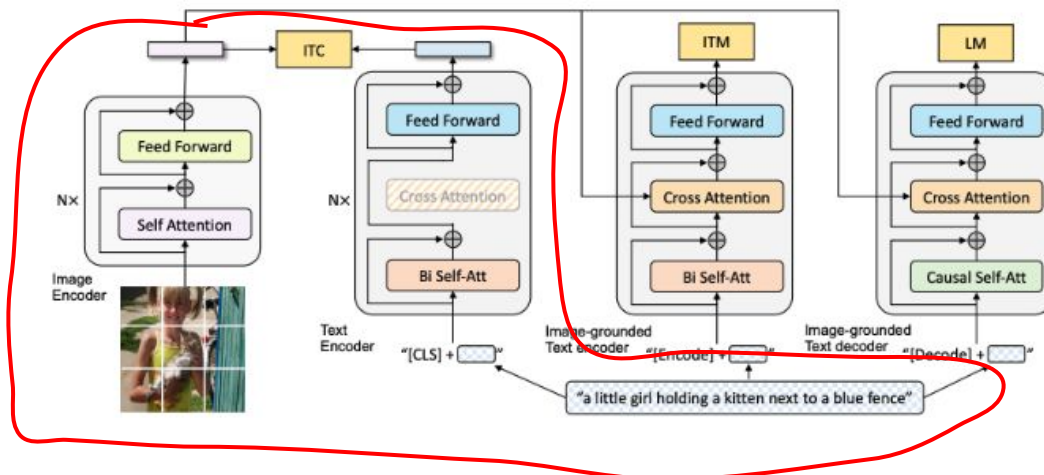 ITC
ITM
LM
Feed Forward
Self Attention
N×
Image
Encoder
Feed Forward
Cross Attention
Bi Self-Att
N×
Text
Encoder
"[CLS] + "
Feed Forward
Cross Attention
Bi Self-Att
Image-grounded
Text encoder
"[Encode] + "
Feed Forward
Cross Attention
Causal Self-Att
Image-grounded
Text decoder
"[Decode] + "
"a little girl holding a kitten next to a blue fence"